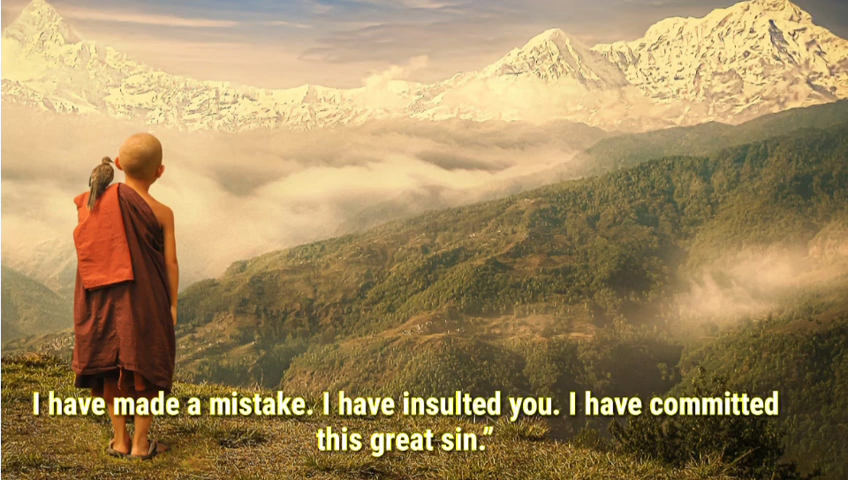 I have made a mistake. I have insulted you. I have committed
this great sin.”